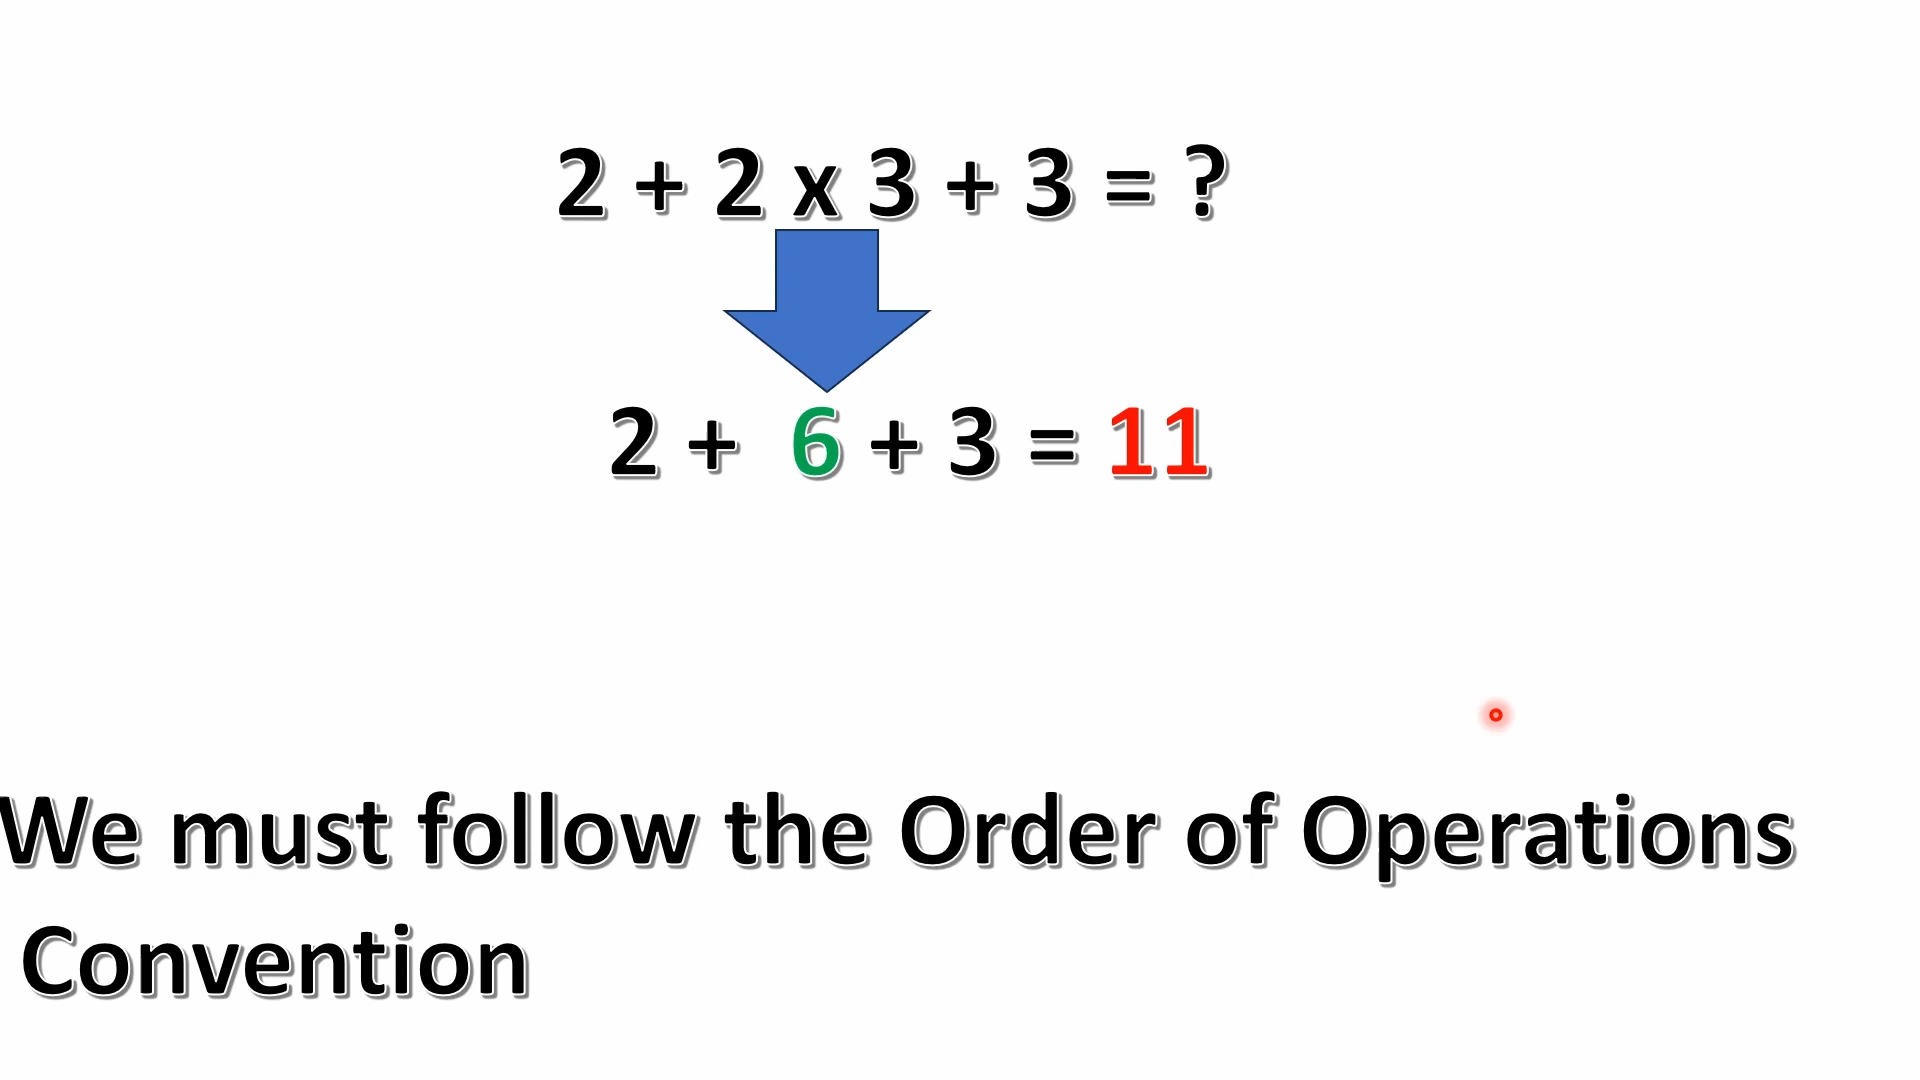 2 + 2 x 3 + 3 = ?
2 + 6 + 3 = 11
We must follow the Order of Operations
Convention